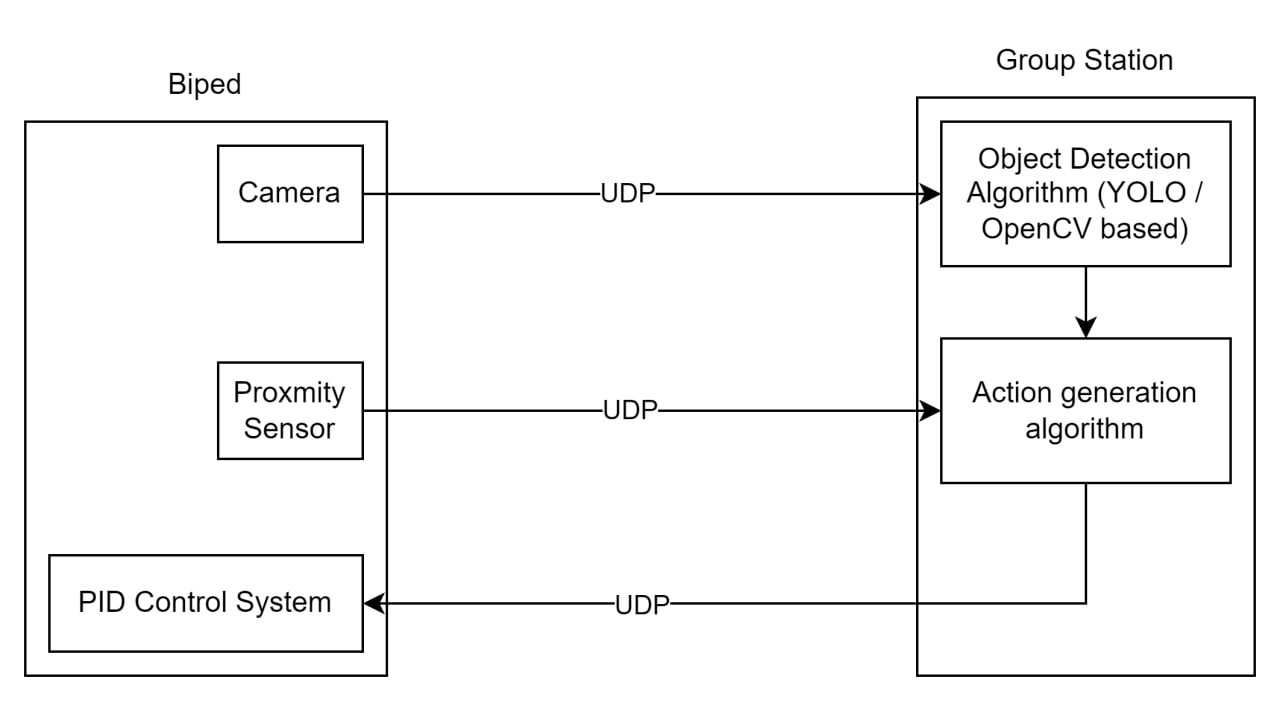 Group Station
Biped
Camera
UDP
Object Detection
Algorithm (YOLO /
OpenCV based)
Proxmity
Sensor
UDP
Action generation
algorithm
PID Control System
UDP